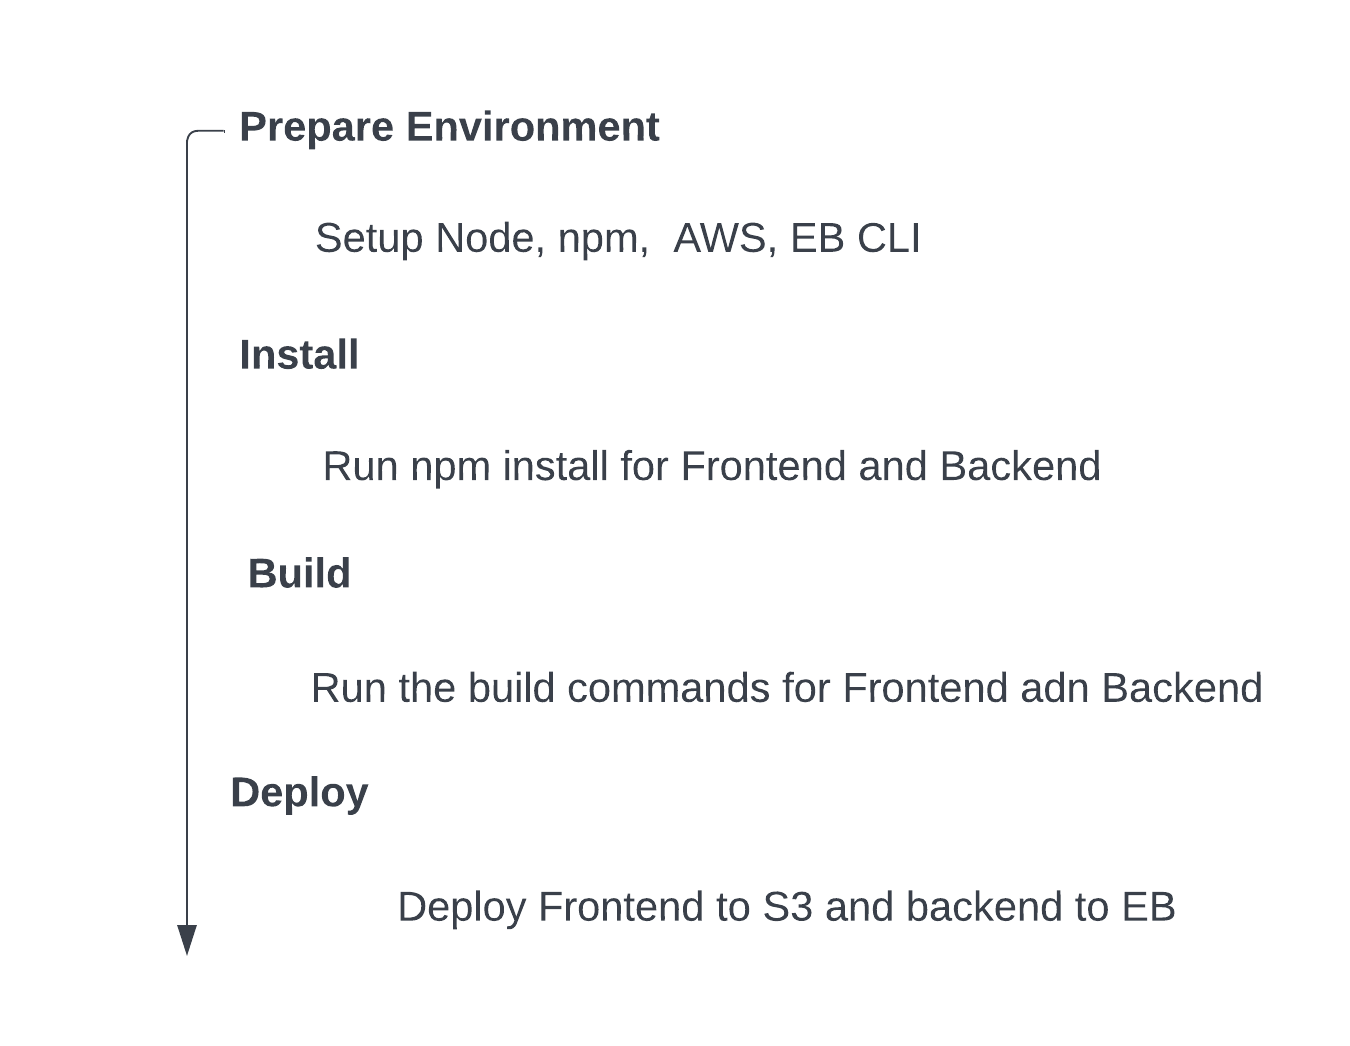 Prepare Environment
Setup Node, npm,  AWS, EB CLI
Install
Run npm install for Frontend and Backend
Build
Run the build commands for Frontend adn Backend
Deploy
Deploy Frontend to S3 and backend to EB